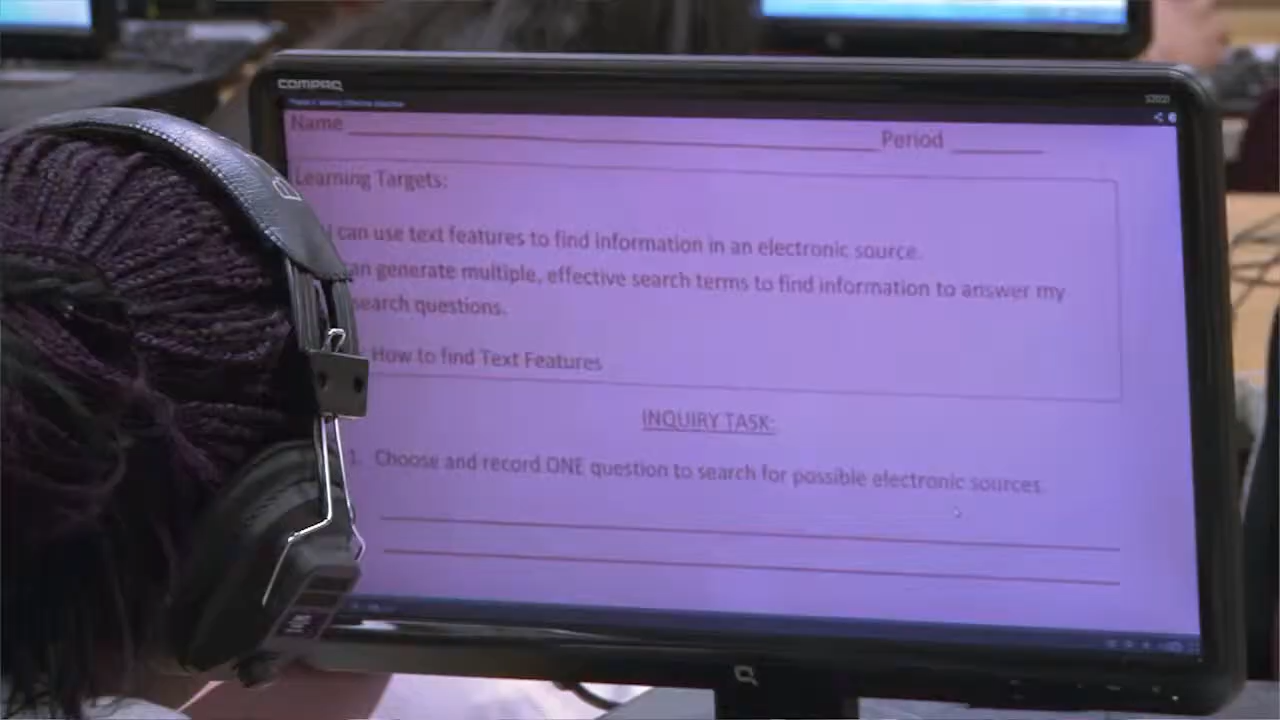 COMPAQ
Name Period
Learning Targets:
I can use text features to find information in an electronic source.
an generate multiple, effective search terms to find information to answer my
search questions.
How to find Text Features
INQUIRY TASK:
1. Choose and record ONE question to search for possible electronic sources.